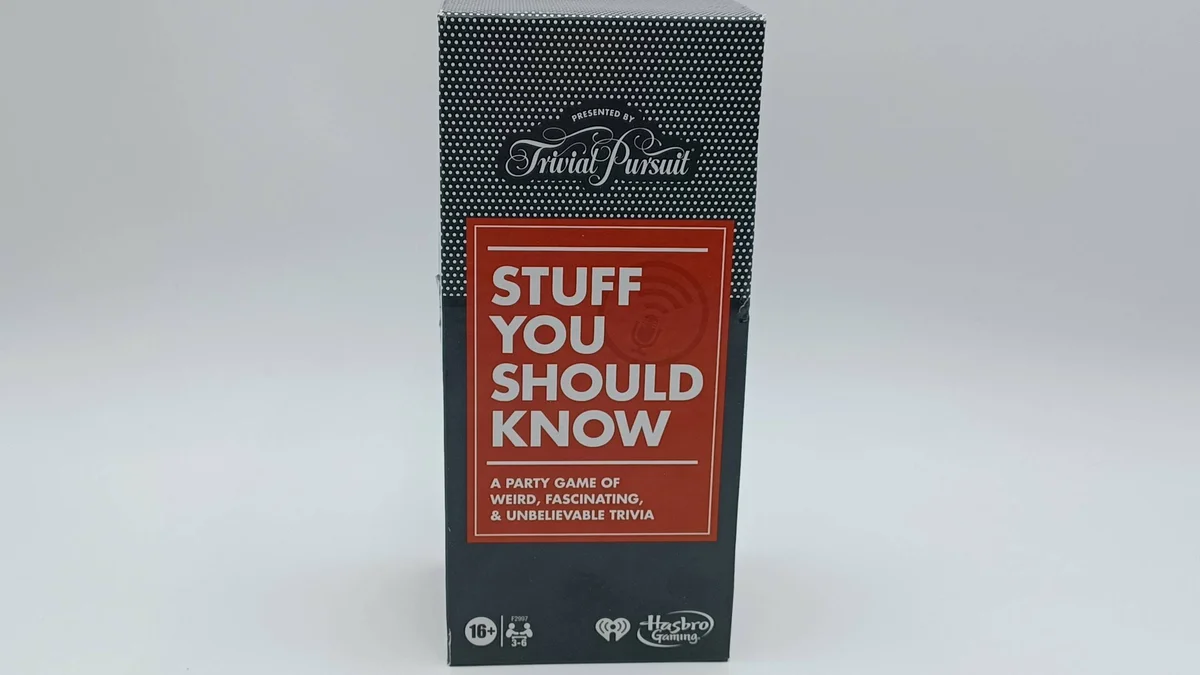 PRESENTED BY
Trivial Pursuit
STUFF
YOU
SHOULD
KNOW
A PARTY GAME OF
WEIRD, FASCINATING,
& UNBELIEVABLE TRIVIA
16+
F2997
3-6
Hasbro
Gaming